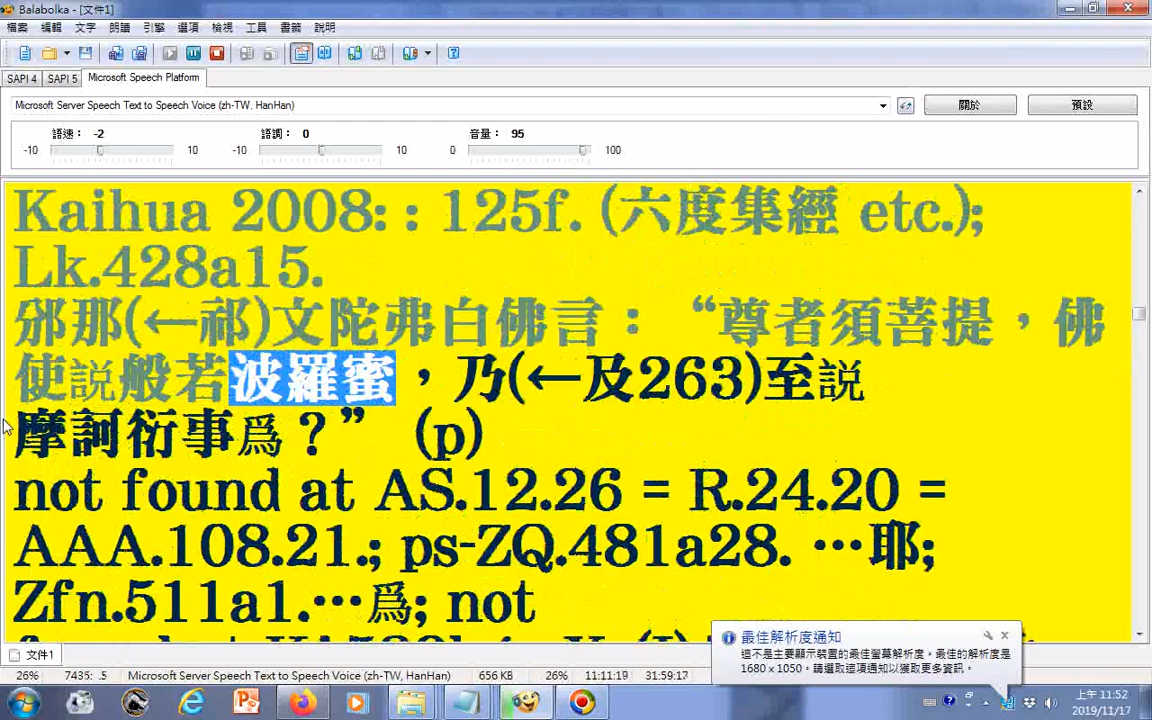 Balabolka - [文件1]
檔案 編輯 文字 朗讀 引擎 選項 檢視 工具 書籤 說明
SAPI 4 SAPI 5 Microsoft Speech Platform
Microsoft Server Speech Text to Speech Voice (zh-TW, HanHan) 關於 預設
語速： -2 語調： 0 音量： 95
-10 10 -10 10 0 100
Kaihua 2008: : 125f. (六度集經 etc.);
Lk.428a15.
邠那(←祁)文陀弗白佛言：“尊者須菩提，佛
使説般若波羅蜜，乃(←及263)至説
摩訶衍事爲？” (p)
not found at AS.12.26 = R.24.20 =
AAA.108.21.; ps-ZQ.481a28. …耶;
Zfn.511a1.…爲; not
最佳解析度通知
這不是主要顯示裝置的最佳螢幕解析度。最佳的解析度是
1680 x 1050。請選取這項通知以獲取更多資訊。
文件1
26% 7435: .5 Microsoft Server Speech Text to Speech Voice (zh-TW, HanHan) 656 KB 26% 11:11:19 31:59:17
上午 11:52
2019/11/17